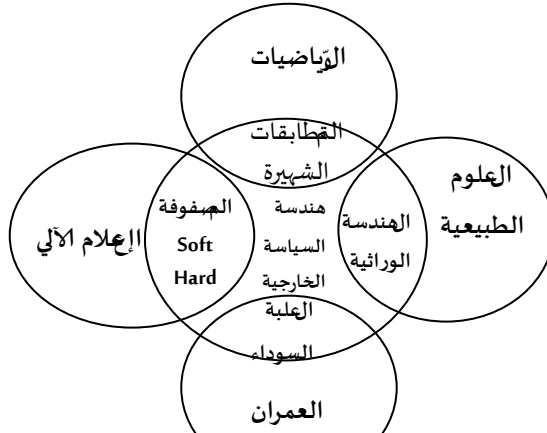 الرّياضيات
المطابقات
الشهيرة
العلوم
الطبيعية
الهندسة
الوراثية
هندسة
السياسة
الخارجية
المصفوفة
Soft
Hard
الإعلام الآلي
العلبة
السوداء
العمران